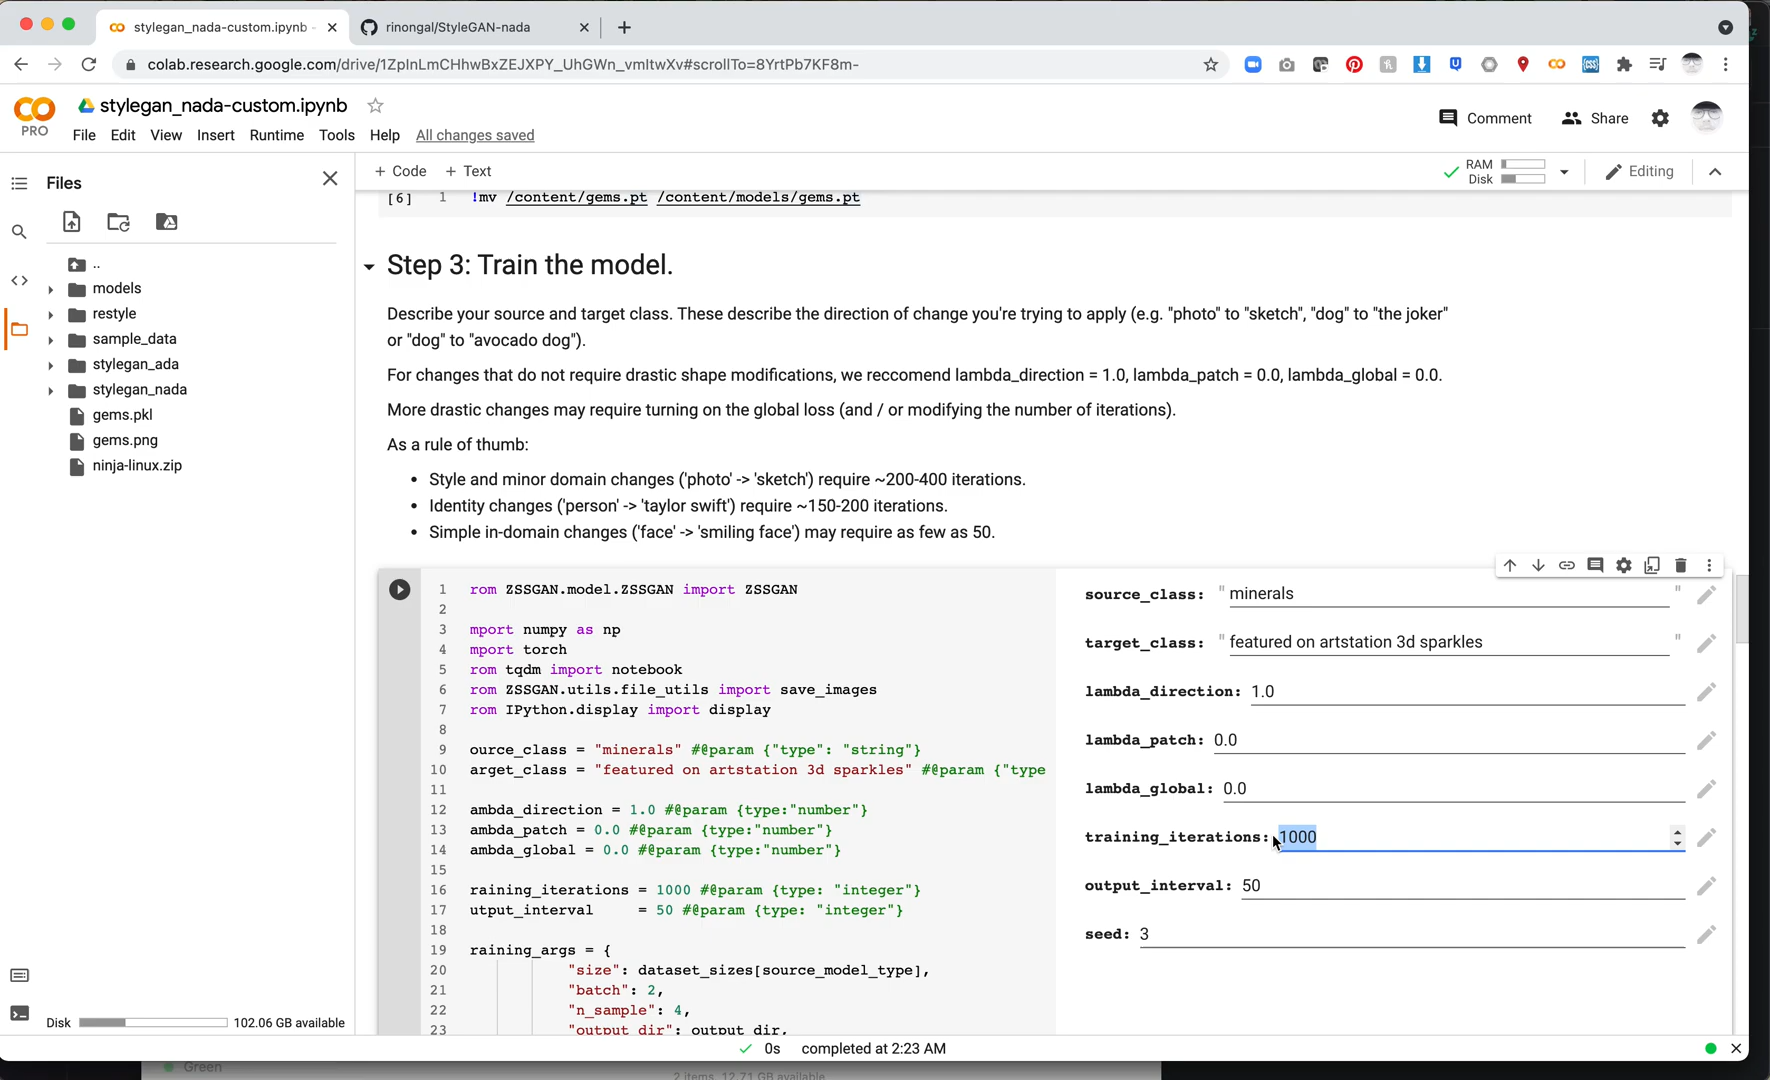 stylegan_nada-custom.ipynb -
rinongal/StyleGAN-nada
colab.research.google.com/drive/1ZpInLmCHhwBxZEJXPY_UhGWn_vmltwXv#scrollTo=8YrtPb7KF8m-
stylegan_nada-custom.ipynb
PRO
File Edit View Insert Runtime Tools Help All changes saved
Comment
Share
Files
+ Code + Text
RAM
Disk
Editing
[6] 1 !mv /content/gems.pt /content/models/gems.pt
..
models
restyle
sample_data
stylegan_ada
stylegan_nada
gems.pkl
gems.png
ninja-linux.zip
Disk 102.06 GB available
Step 3: Train the model.
Describe your source and target class. These describe the direction of change you're trying to apply (e.g. "photo" to "sketch", "dog" to "the joker"
or "dog" to "avocado dog").
For changes that do not require drastic shape modifications, we reccomend lambda_direction = 1.0, lambda_patch = 0.0, lambda_global = 0.0.
More drastic changes may require turning on the global loss (and / or modifying the number of iterations).
As a rule of thumb:
• Style and minor domain changes ('photo' -> 'sketch') require ~200-400 iterations.
• Identity changes ('person' -> 'taylor swift') require ~150-200 iterations.
• Simple in-domain changes ('face' -> 'smiling face') may require as few as 50.
1 rom ZSSGAN.model.ZSSGAN import ZSSGAN
2
3 mport numpy as np
4 mport torch
5 rom tqdm import notebook
6 rom ZSSGAN.utils.file_utils import save_images
7 rom IPython.display import display
8
9 ource_class = "minerals" #@param {"type": "string"}
10 arget_class = "featured on artstation 3d sparkles" #@param {"type
11
12 ambda_direction = 1.0 #@param {type:"number"}
13 ambda_patch = 0.0 #@param {type:"number"}
14 ambda_global = 0.0 #@param {type:"number"}
15
16 raining_iterations = 1000 #@param {type: "integer"}
17 utput_interval = 50 #@param {type: "integer"}
18
19 raining_args = {
20 "size": dataset_sizes[source_model_type],
21 "batch": 2,
22 "n_sample": 4,
23 "output_dir": output_dir,
source_class: "minerals"
target_class: "featured on artstation 3d sparkles"
lambda_direction: 1.0
lambda_patch: 0.0
lambda_global: 0.0
training_iterations: 1000
output_interval: 50
seed: 3
0s completed at 2:23 AM
Green
2 items, 12.71 GB available